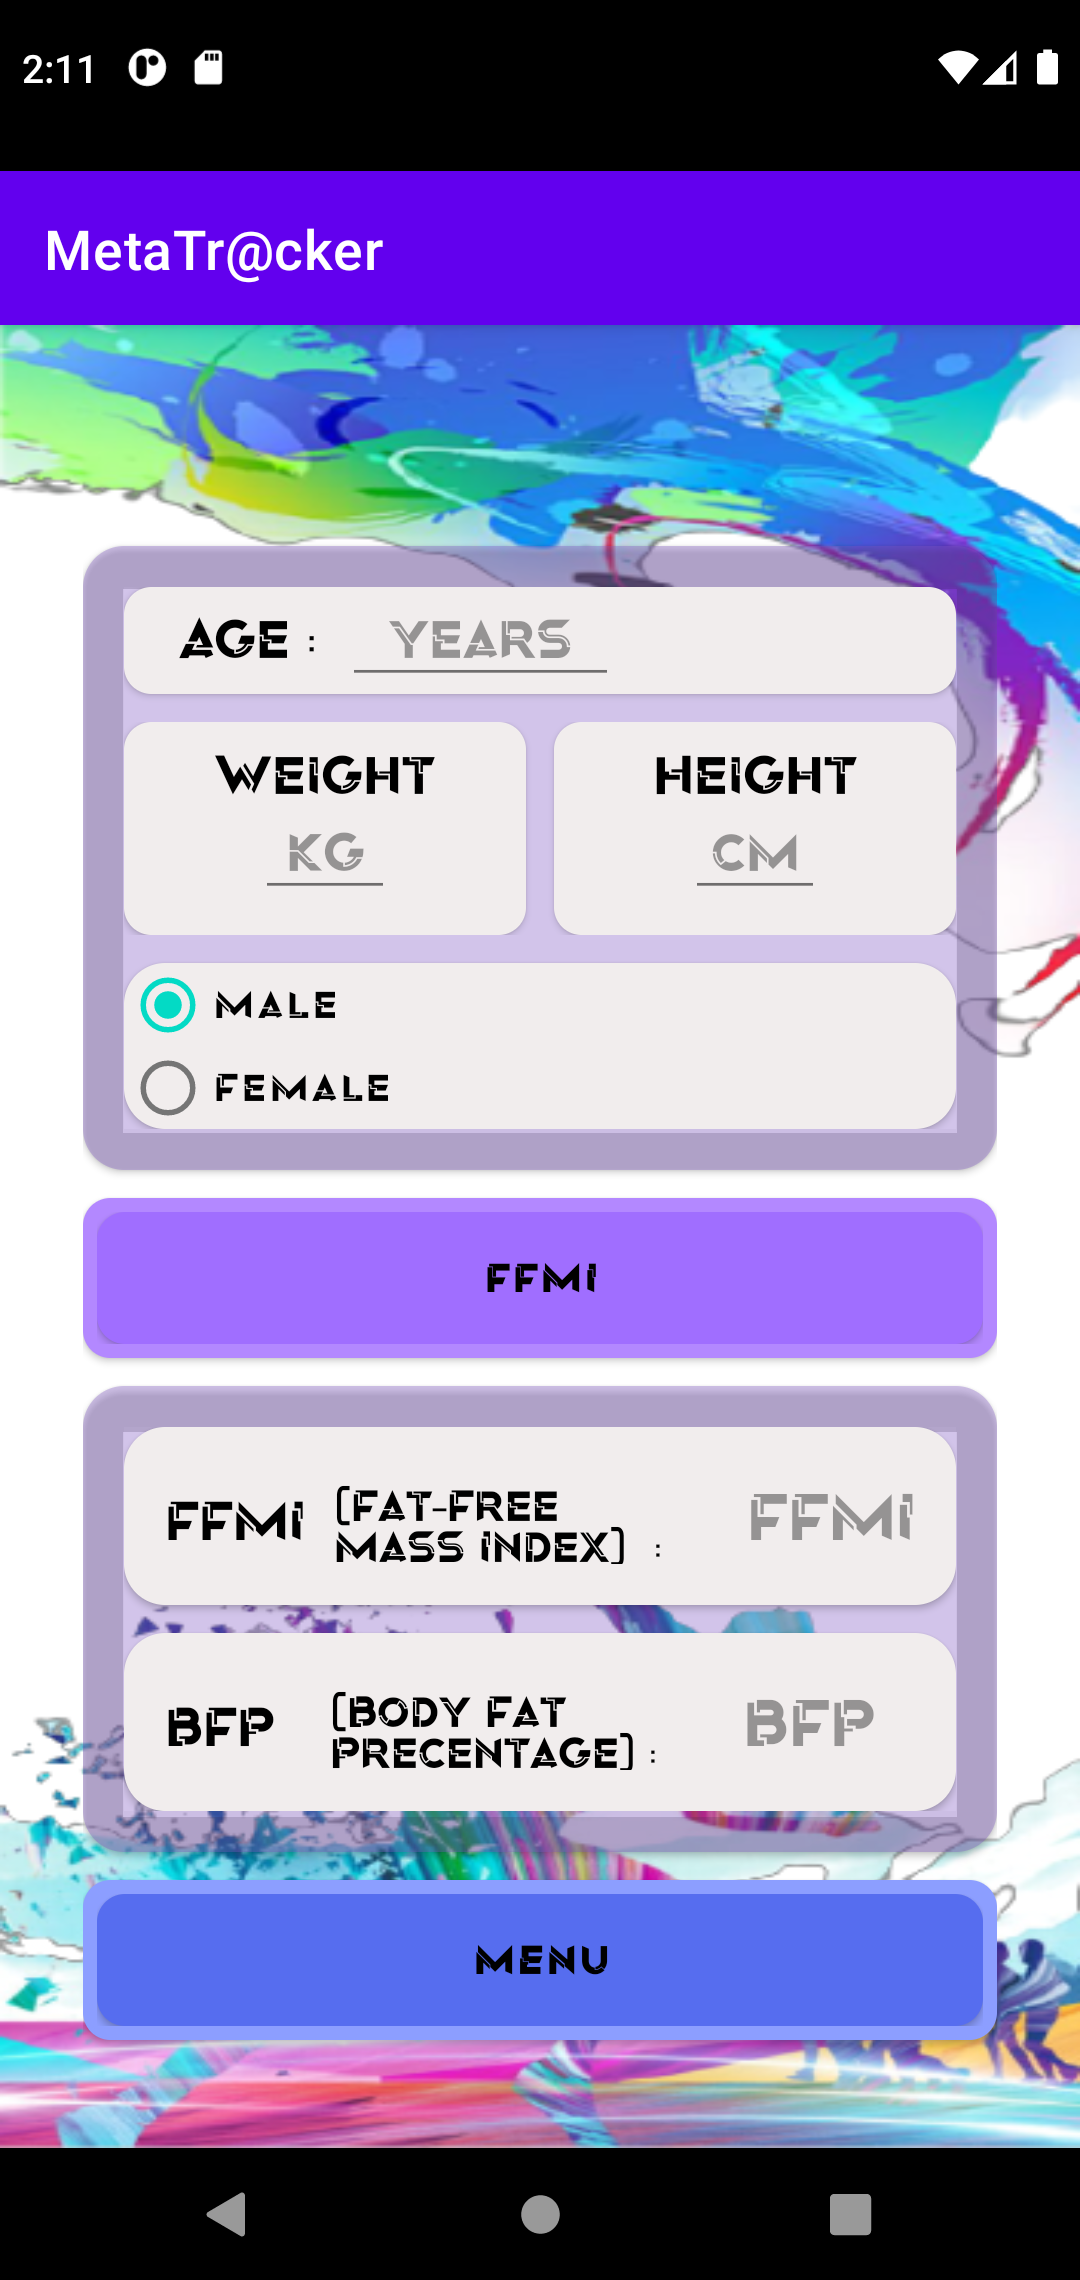 2:11
MetaTr@cker
AGE :
YEARS
WEIGHT
HEIGHT
KG
CM
MALE
FEMALE
FFMI
FFMI
(FAT-FREE
MASS INDEX) :
FFMI
BFP
(BODY FAT
PRECENTAGE) :
BFP
MENU